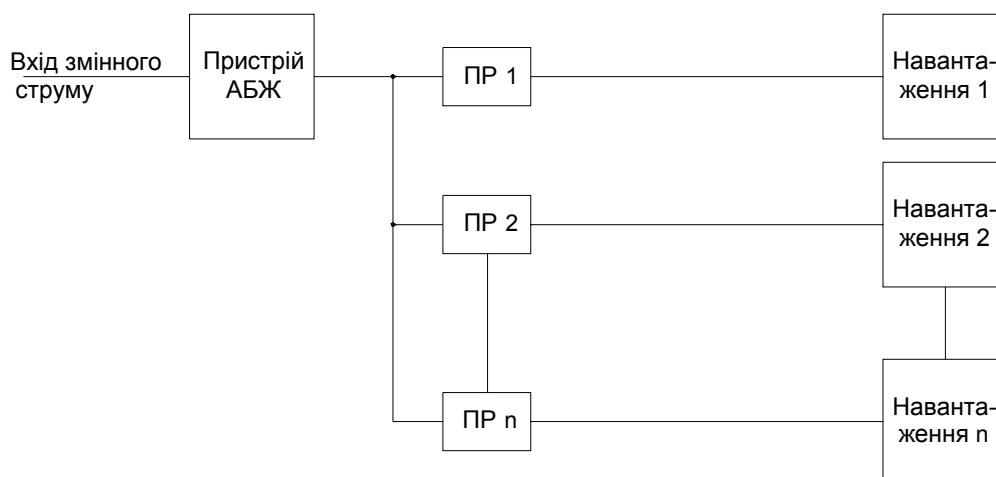 Вхід змінного
струму
Пристрій
АБЖ
ПР 1
Наванта-
ження 1
ПР 2
Наванта-
ження 2
ПР n
Наванта-
ження n